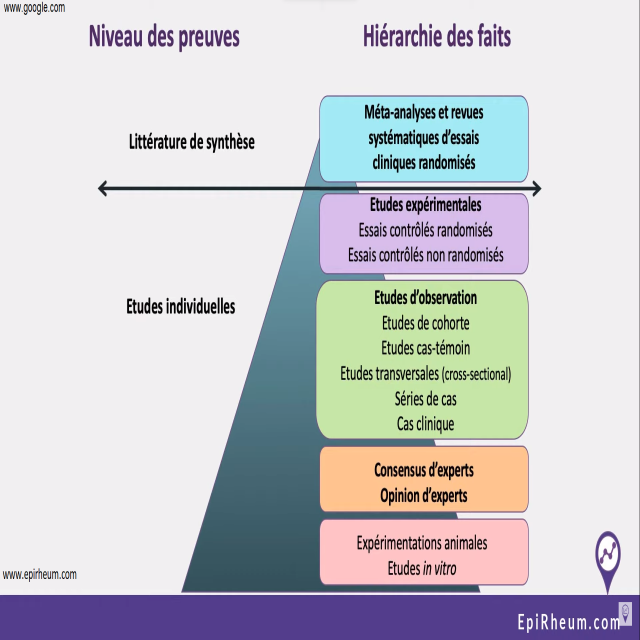 www.google.com
Niveau des preuves
Hiérarchie des faits
Littérature de synthèse
Méta-analyses et revues
systématiques d'essais
cliniques randomisés
Etudes expérimentales
Essais contrôlés randomisés
Essais contrôlés non randomisés
Etudes individuelles
Etudes d'observation
Etudes de cohorte
Etudes cas-témoin
Etudes transversales (cross-sectional)
Séries de cas
Cas clinique
Consensus d'experts
Opinion d'experts
Expérimentations animales
Etudes in vitro
www.epirheum.com
EpiRheum.com